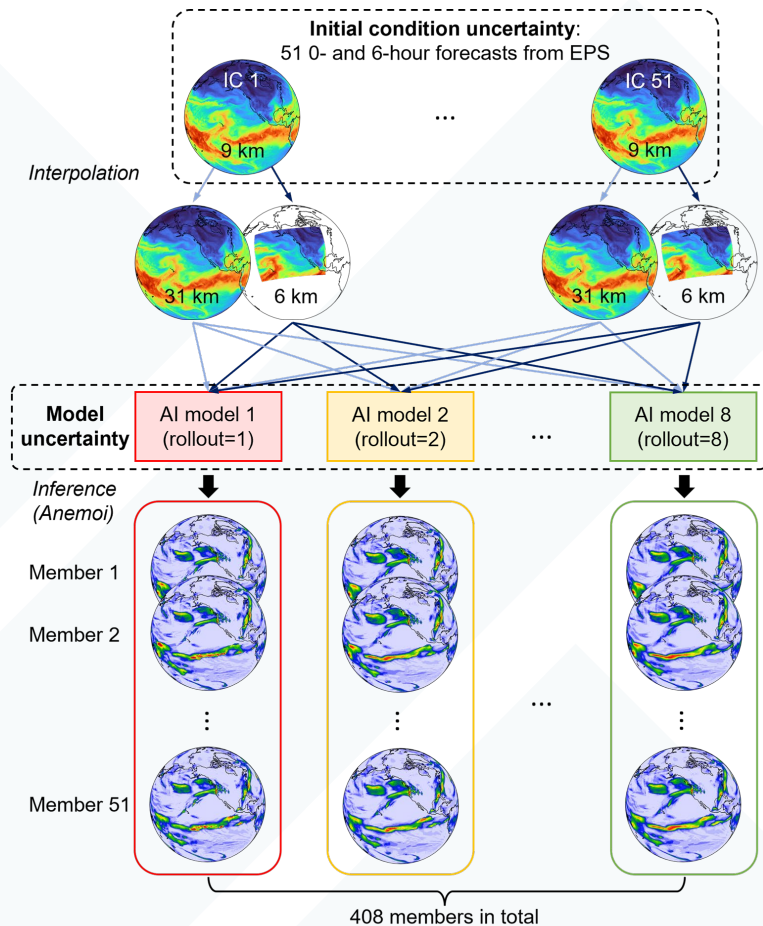 Initial condition uncertainty:
51 0- and 6-hour forecasts from EPS
IC 1
IC 51
...
9 km
9 km
Interpolation
31 km
6 km
31 km
6 km
Model
uncertainty
AI model 1
(rollout=1)
AI model 2
(rollout=2)
...
AI model 8
(rollout=8)
Inference
(Anemoi)
Member 1
Member 2
...
...
...
...
Member 51
408 members in total